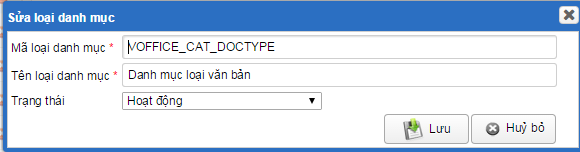 Sửa loại danh mục
Mã loại danh mục * VOFFICE_CAT_DOCTYPE
Tên loại danh mục * Danh mục loại văn bản
Trạng thái Hoạt động
Lưu Huỷ bỏ